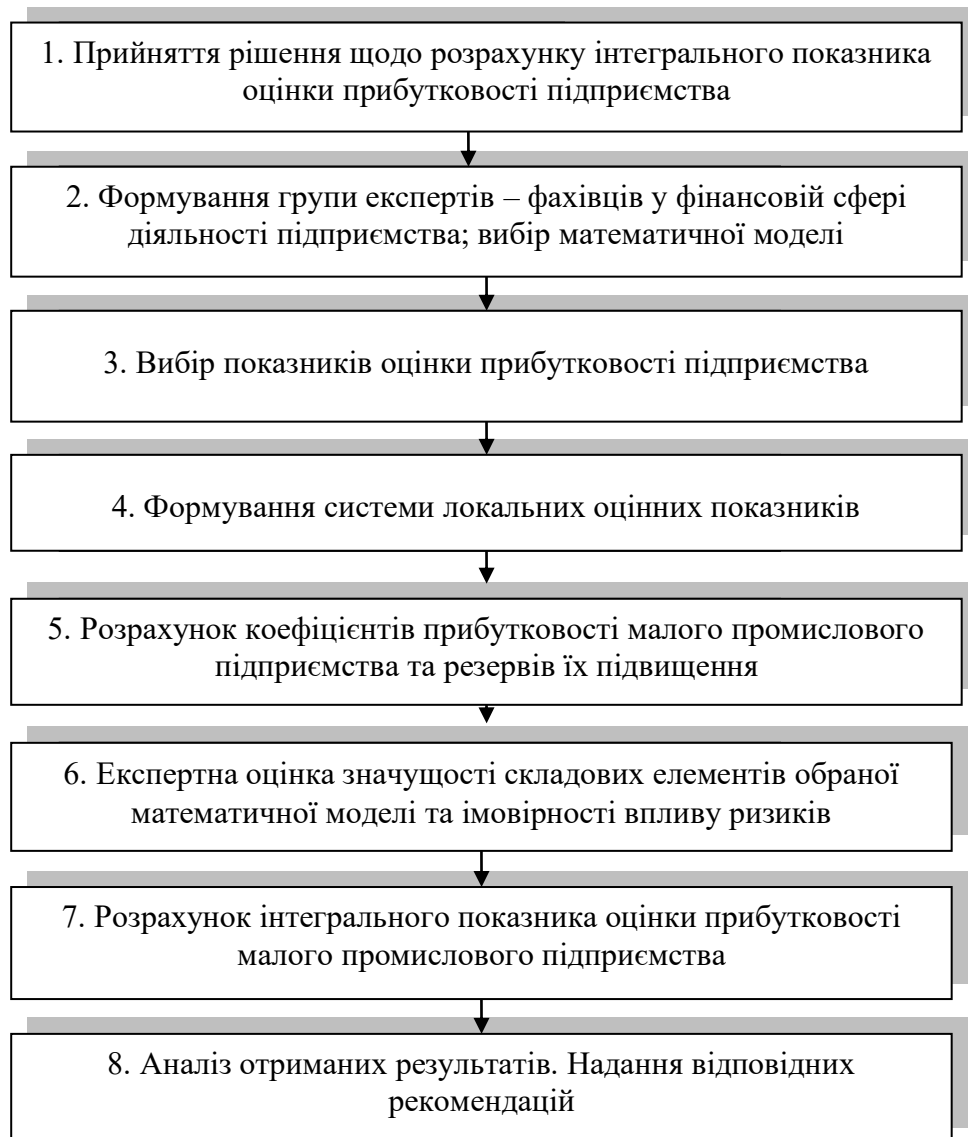 1. Прийняття рішення щодо розрахунку інтегрального показника
оцінки прибутковості підприємства
2. Формування групи експертів – фахівців у фінансовій сфері
діяльності підприємства; вибір математичної моделі
3. Вибір показників оцінки прибутковості підприємства
4. Формування системи локальних оцінних показників
5. Розрахунок коефіцієнтів прибутковості малого промислового
підприємства та резервів їх підвищення
6. Експертна оцінка значущості складових елементів обраної
математичної моделі та імовірності впливу ризиків
7. Розрахунок інтегрального показника оцінки прибутковості
малого промислового підприємства
8. Аналіз отриманих результатів. Надання відповідних
рекомендацій